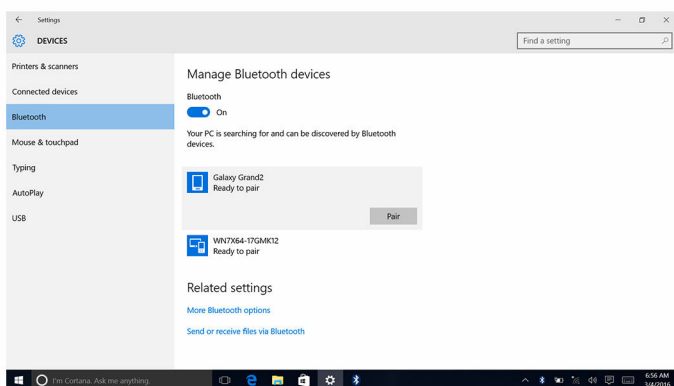 Settings
DEVICES
Find a setting
Printers & scanners
Connected devices
Bluetooth
Mouse & touchpad
Typing
AutoPlay
USB
Manage Bluetooth devices
Bluetooth
On
Your PC is searching for and can be discovered by Bluetooth
devices.
Galaxy Grand2
Ready to pair
Pair
WN7X64-17GMK12
Ready to pair
Related settings
More Bluetooth options
Send or receive files via Bluetooth
I'm Cortana. Ask me anything.
6:56 AM
3/4/2016